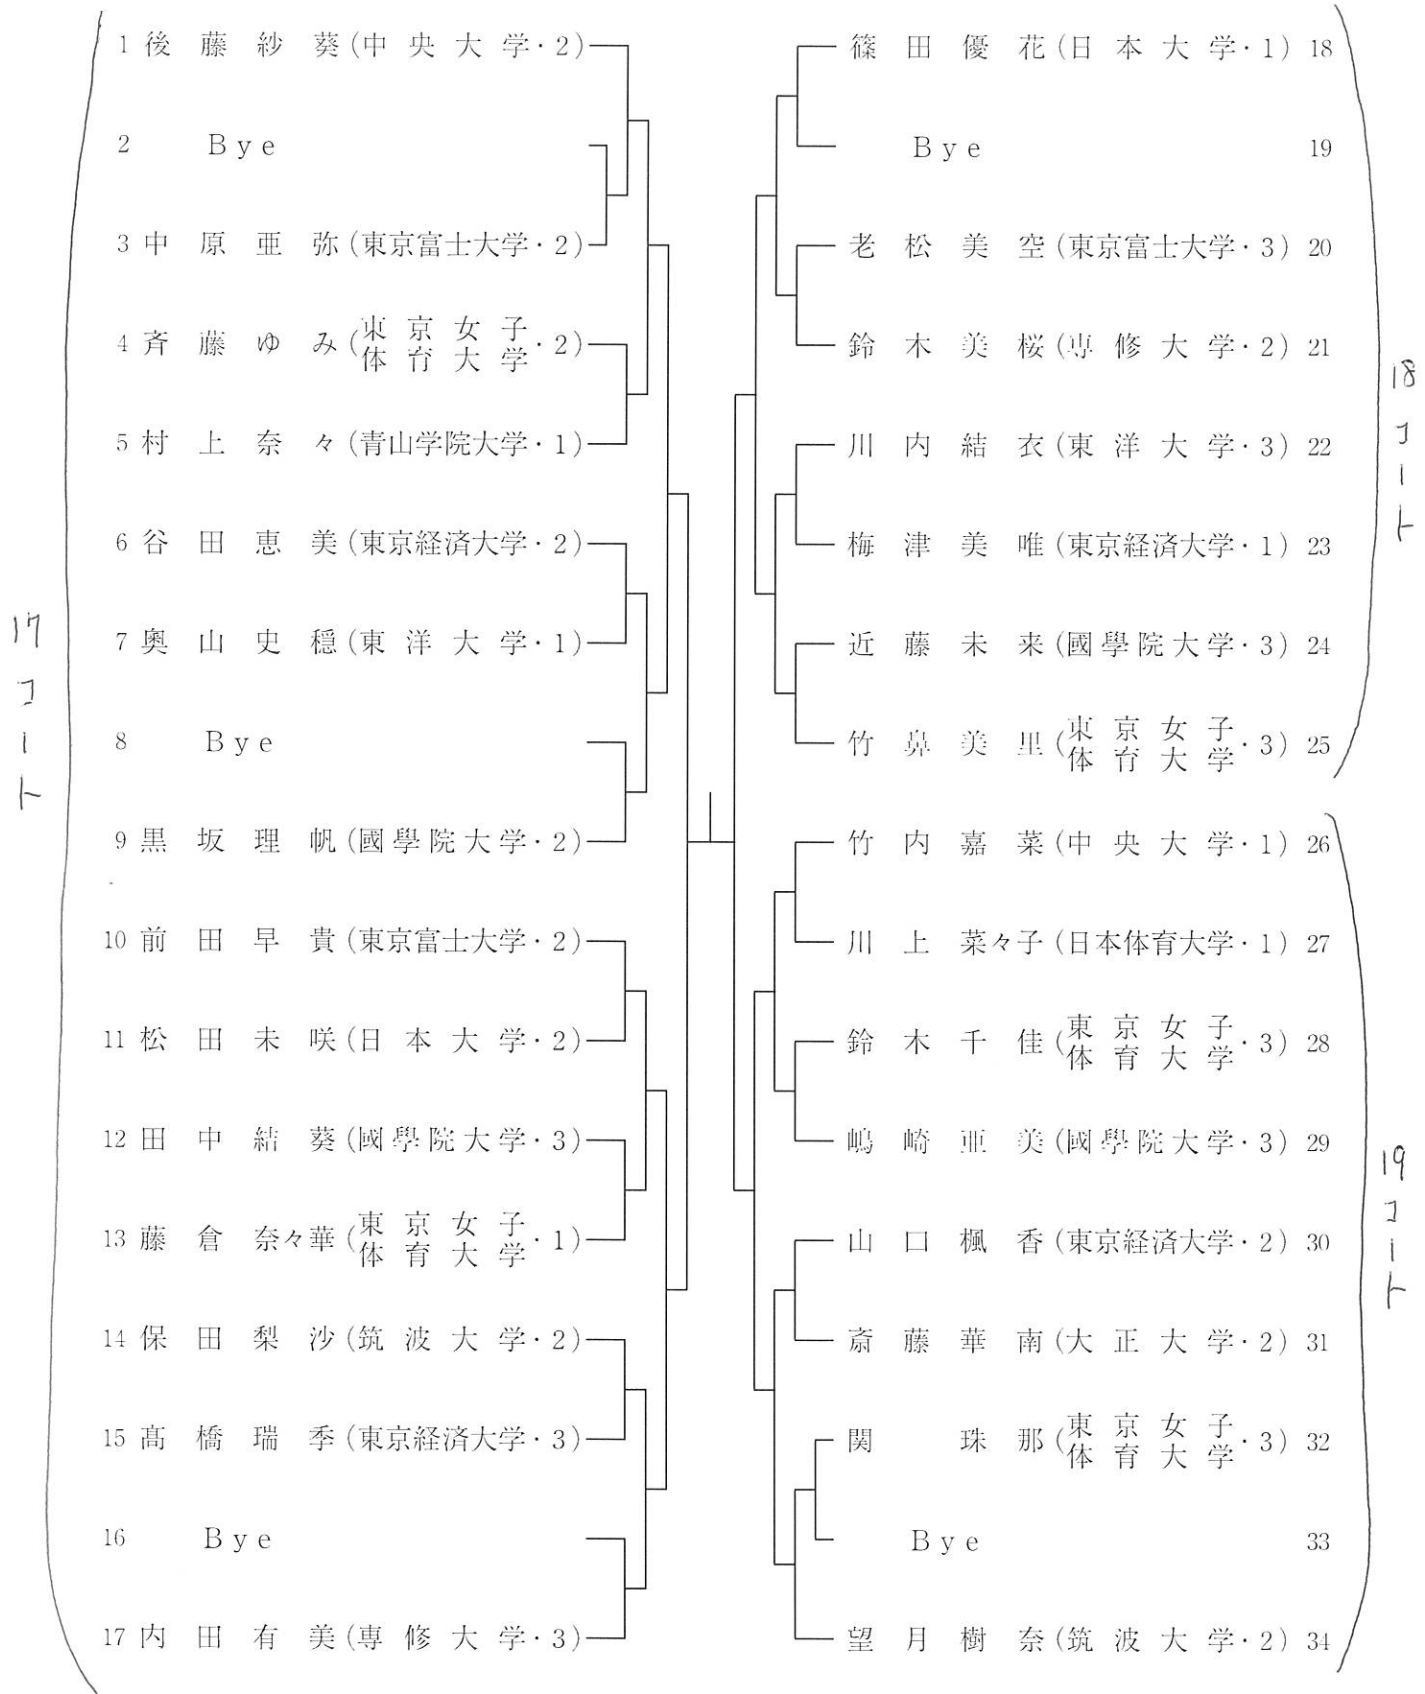 1 後藤紗葵(中央大学・2)
2 Bye
3 中原亜弥(東京富士大学・2)
4 斉藤ゆみ(東京女子体育大学・2)
5 村上奈々(青山学院大学・1)
6 谷田恵美(東京経済大学・2)
7 奥山史穏(東洋大学・1)
8 Bye
9 黒坂理帆(國學院大学・2)
10 前田早貴(東京富士大学・2)
11 松田未咲(日本大学・2)
12 田中結葵(國學院大学・3)
13 藤倉奈々華(東京女子体育大学・1)
14 保田梨沙(筑波大学・2)
15 髙橋瑞季(東京経済大学・3)
16 Bye
17 内田有美(専修大学・3)
17コート
篠田優花(日本大学・1) 18
Bye 19
老松美空(東京富士大学・3) 20
鈴木美桜(専修大学・2) 21
川内結衣(東洋大学・3) 22
梅津美唯(東京経済大学・1) 23
近藤未来(國學院大学・3) 24
竹鼻美里(東京女子体育大学・3) 25
18コート
竹内嘉菜(中央大学・1) 26
川上菜々子(日本体育大学・1) 27
鈴木千佳(東京女子体育大学・3) 28
嶋崎亜美(國學院大学・3) 29
山口楓香(東京経済大学・2) 30
斎藤華南(大正大学・2) 31
関珠那(東京女子体育大学・3) 32
Bye 33
望月樹奈(筑波大学・2) 34
19コート